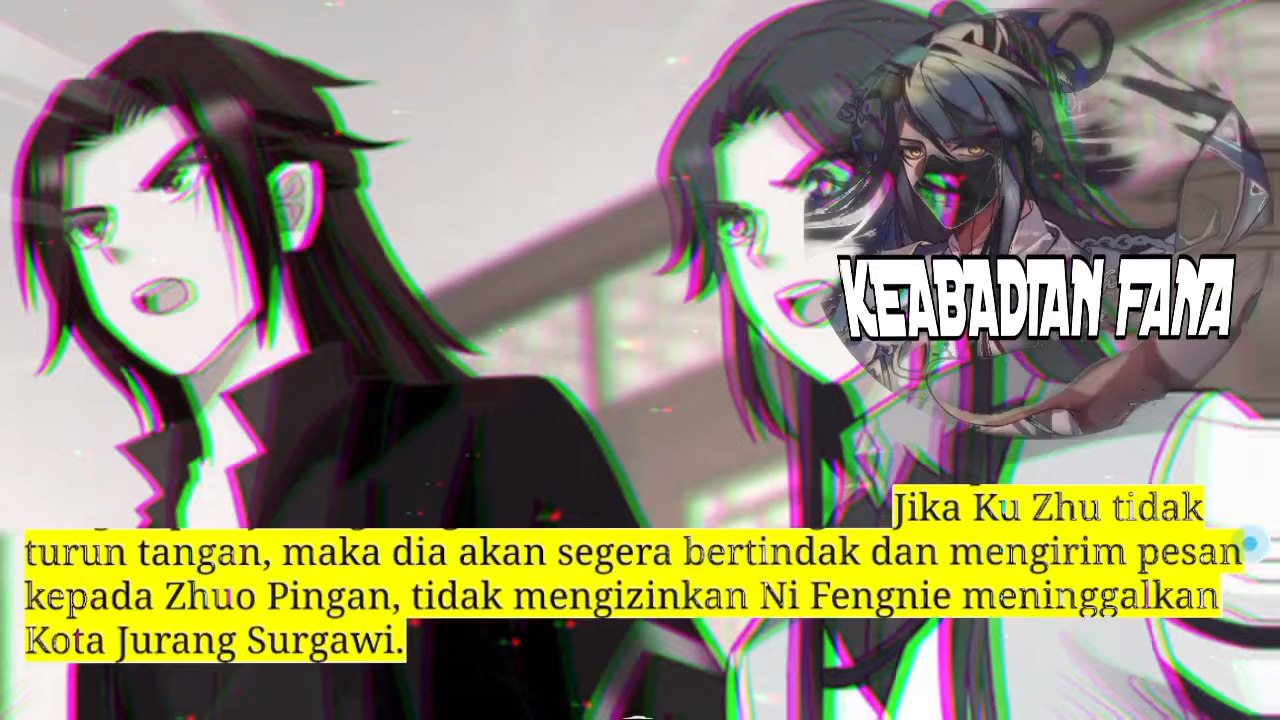 KEABADIAN FANA
Jika Ku Zhu tidak
turun tangan, maka dia akan segera bertindak dan mengirim pesan
kepada Zhuo Pingan, tidak mengizinkan Ni Fengnie meninggalkan
Kota Jurang Surgawi.